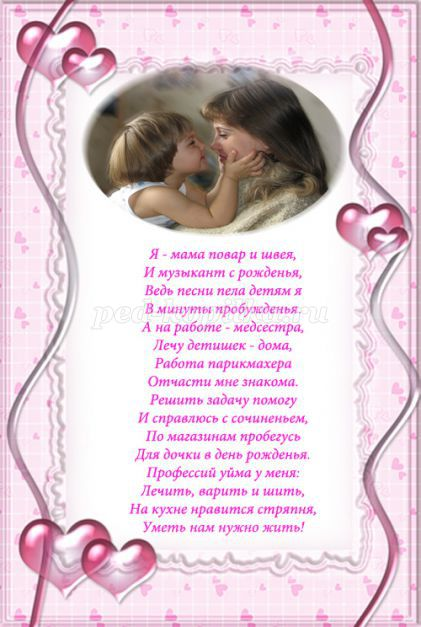 Я - мама повар и швея,
И музыкант с рожденья,
Ведь песни пела детям я
В минуты пробужденья.
А на работе - медсестра,
Лечу детишек - дома,
Работа парикмахера
Отчасти мне знакома.
Решить задачу помогу
И справлюсь с сочиненьем,
По магазинам пробегусь
Для дочки в день рожденья.
Профессий уйма у меня:
Лечить, варить и шить,
На кухне нравится стряпня,
Уметь нам нужно жить!